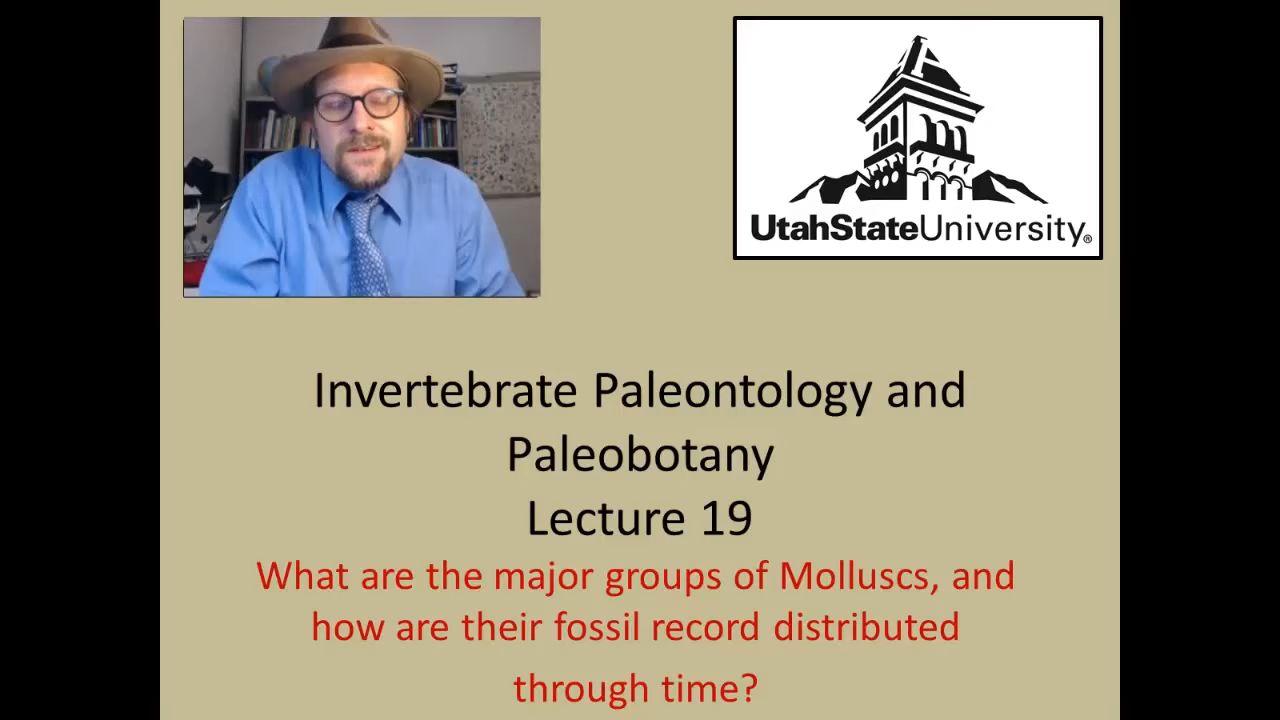 UtahStateUniversity®
Invertebrate Paleontology and
Paleobotany
Lecture 19
What are the major groups of Molluscs, and
how are their fossil record distributed
through time?